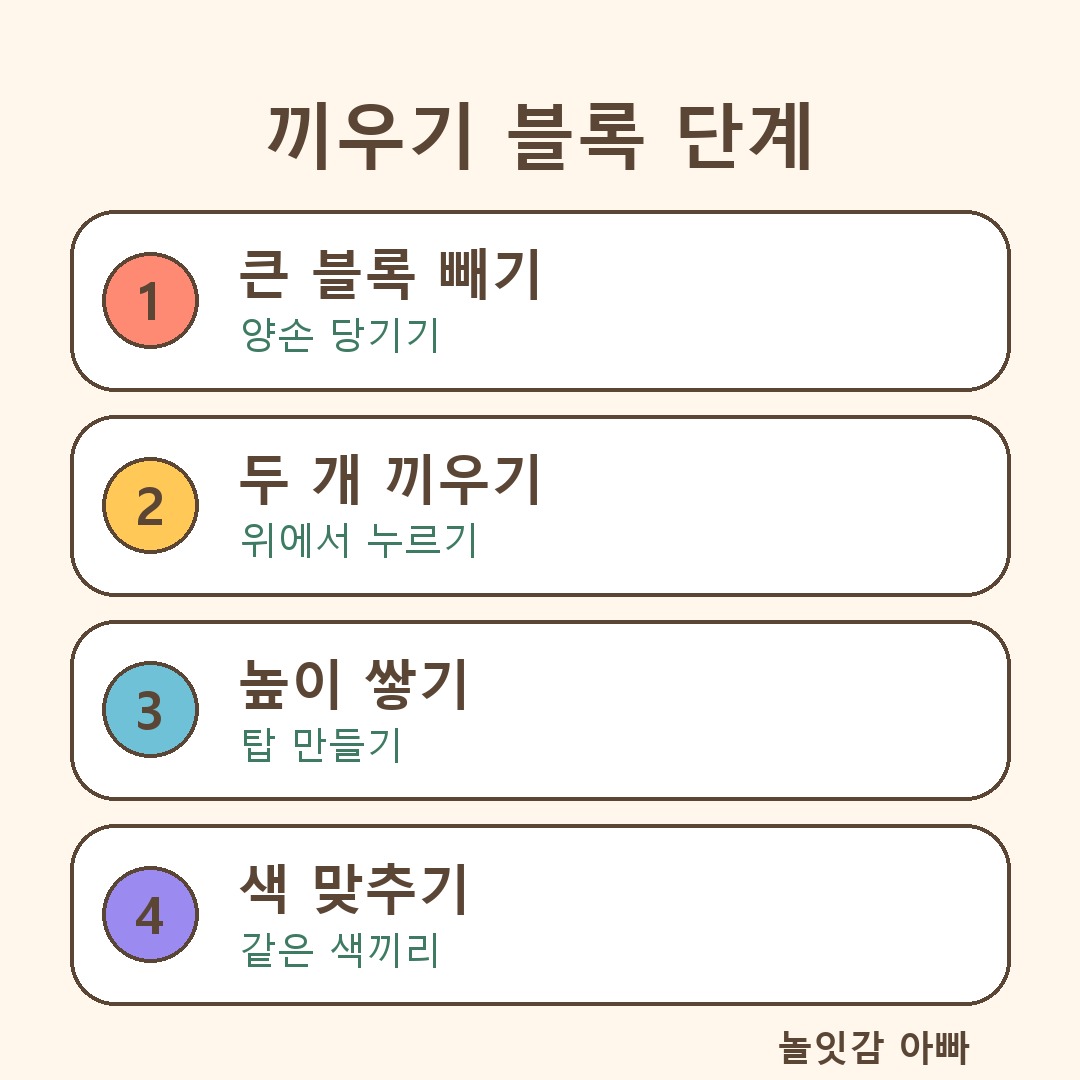 끼우기 블록 단계
1
큰 블록 빼기
양손 당기기
2
두 개 끼우기
위에서 누르기
3
높이 쌓기
탑 만들기
4
색 맞추기
같은 색끼리
놀잇감 아빠